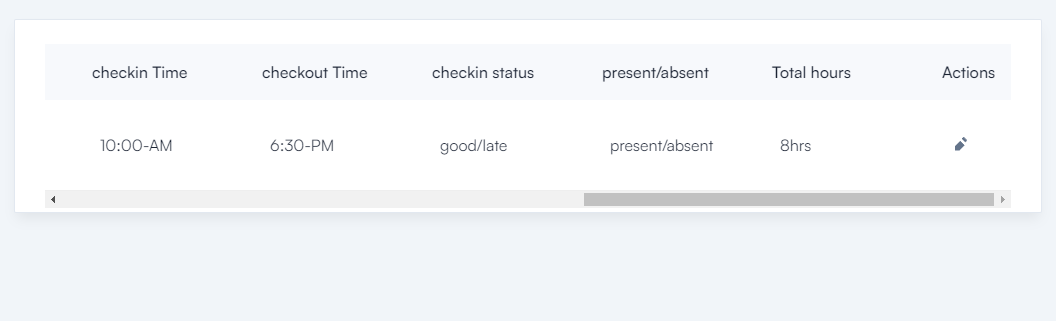 checkin Time checkout Time checkin status present/absent Total hours Actions
10:00-AM 6:30-PM good/late present/absent 8hrs